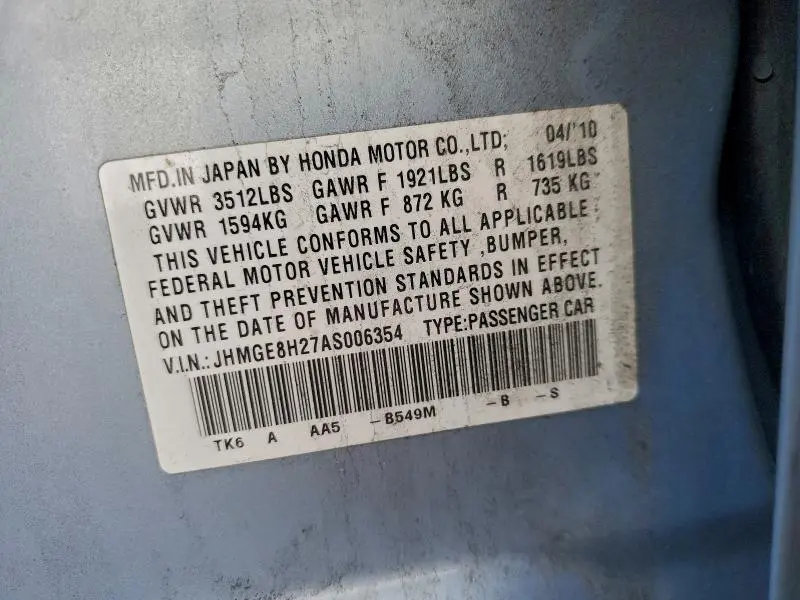 MFD.IN JAPAN BY HONDA MOTOR CO.,LTD; 04/'10
GVWR 3512LBS GAWR F 1921LBS R 1619LBS
GVWR 1594KG GAWR F 872 KG R 735 KG
THIS VEHICLE CONFORMS TO ALL APPLICABLE
FEDERAL MOTOR VEHICLE SAFETY ,BUMPER,
AND THEFT PREVENTION STANDARDS IN EFFECT
ON THE DATE OF MANUFACTURE SHOWN ABOVE.
V.I.N.: JHMGE8H27AS006354 TYPE:PASSENGER CAR
TK6 A AA5 -B549M -B -S